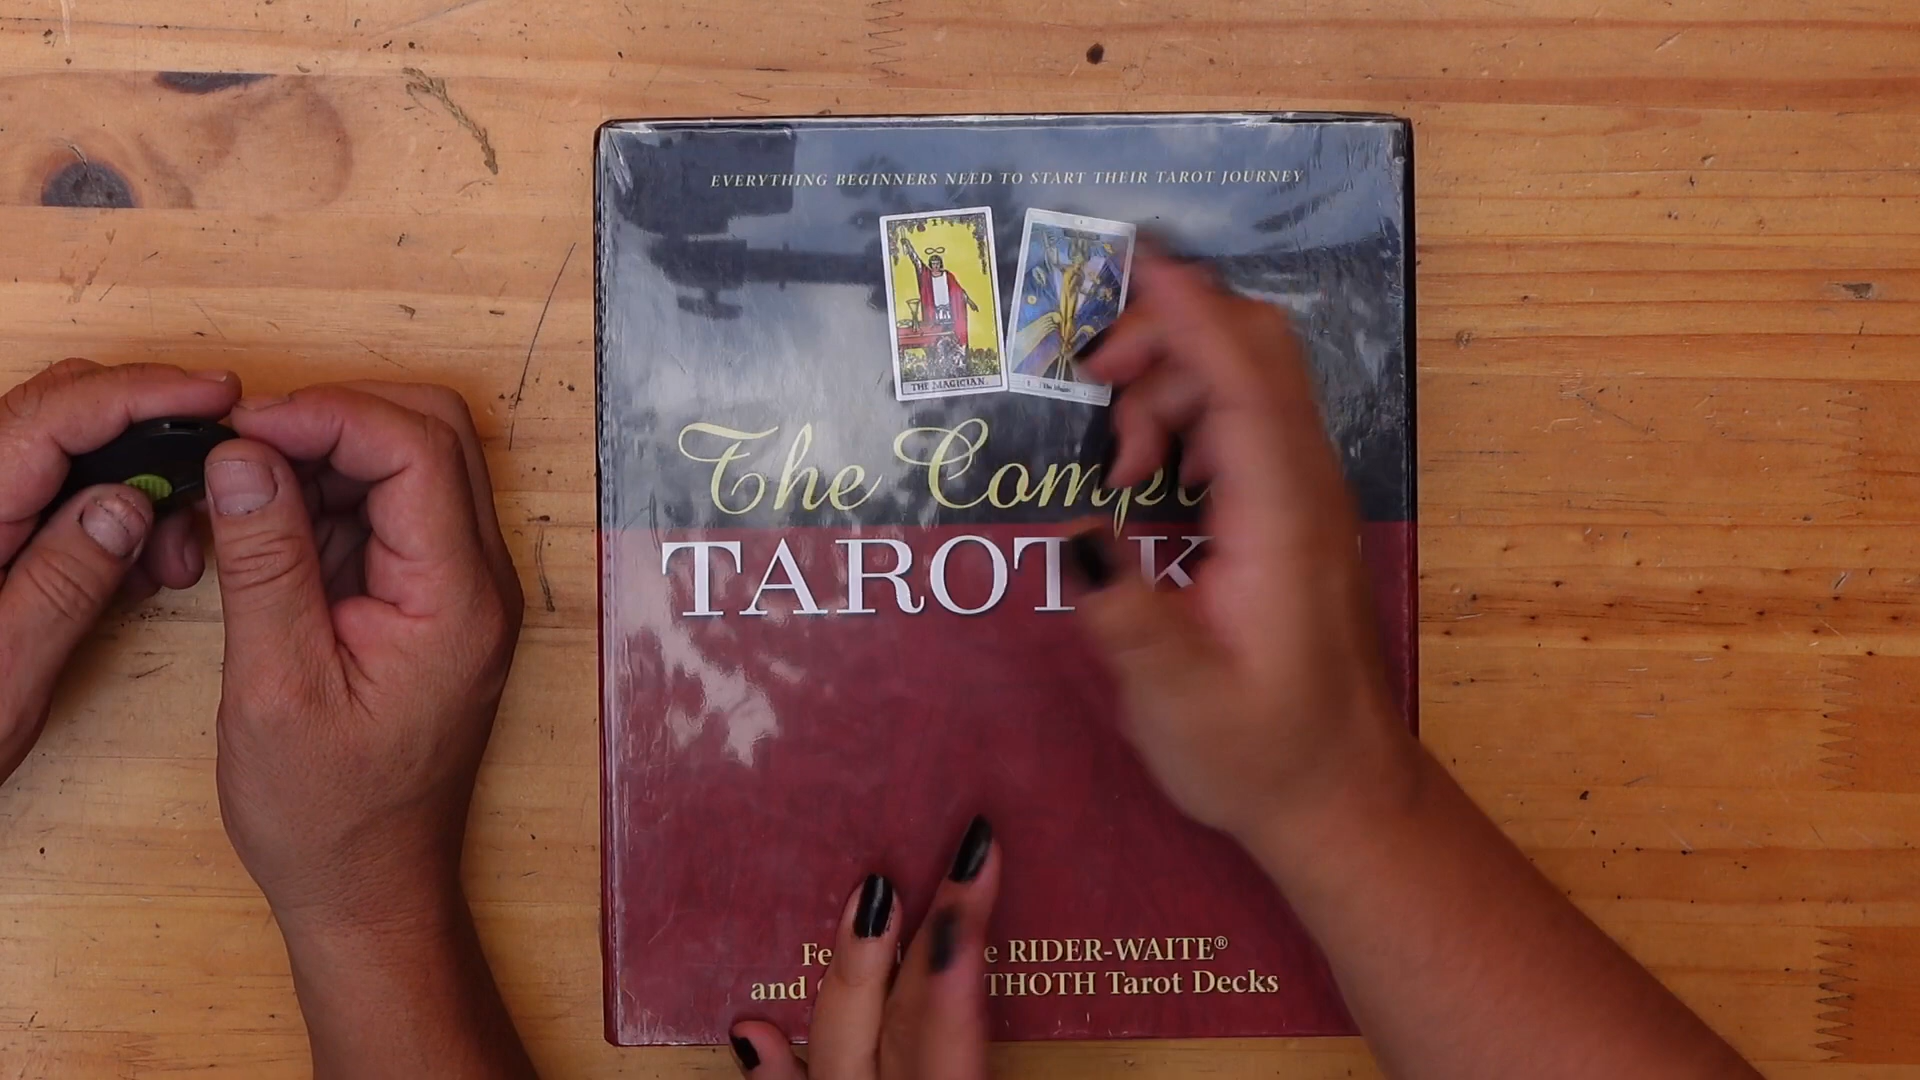 EVERYTHING BEGINNERS NEED TO START THEIR TAROT JOURNEY
THE MAGICIAN.
The Comp
TAROT K
Fe e RIDER-WAITE®
and THOTH Tarot Decks